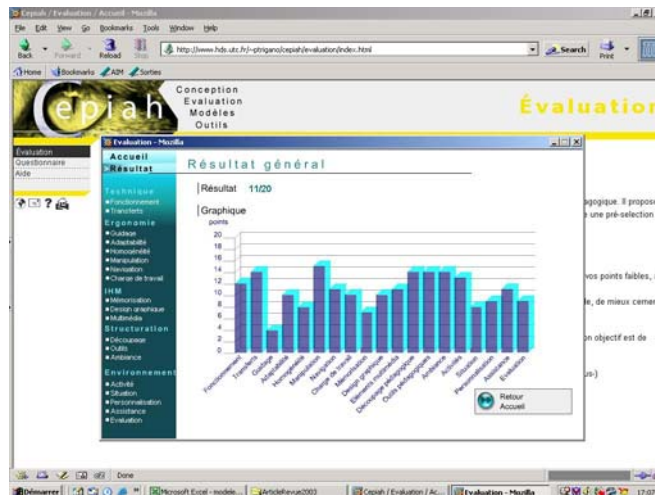 Cepiah / Evaluation / Accueil - Mozilla
File Edit View Go Bookmarks Tools Window Help
Back Forward Reload Stop http://www.hds.utc.fr/~ptrigano/cepiah/evaluation/index.html Search Print
Home Bookmarks AIM Sorties
Cepiah
Conception
Evaluation
Modèles
Outils
Évaluation
Evaluation
Questionnaire
Aide
Evaluation - Mozilla
Accueil
Résultat
Technique
Fonctionnement
Transferts
Ergonomie
Guidage
Adaptabilité
Homogénéité
Manipulation
Navigation
Charge de travail
IHM
Mémorisation
Design graphique
Multimédia
Structuration
Découpage
Outils
Ambiance
Environnement
Activité
Situation
Personnalisation
Assistance
Evaluation
Résultat général
Résultat 11/20
Graphique
points
20
18
16
14
12
10
8
6
4
2
0
Fonctionnement
Transferts
Guidage
Adaptabilité
Homogénéité
Manipulation
Navigation
Charge de travail
Mémorisation
Design graphique
Elements multimédia
Découpage pédagogique
Outils pédagogiques
Ambiance
Activités
Situation
Personnalisation
Assistance
Evaluation
Retour
Accueil
agogique. Il propose
e une pré-selection
vos points faibles,
de, mieux cerner
on objectif est de
us-)
Done
Démarrer Microsoft Excel - modele... ArticleRevue2003 Cepiah / Evaluation / Ac... Evaluation - Mozilla 17:02